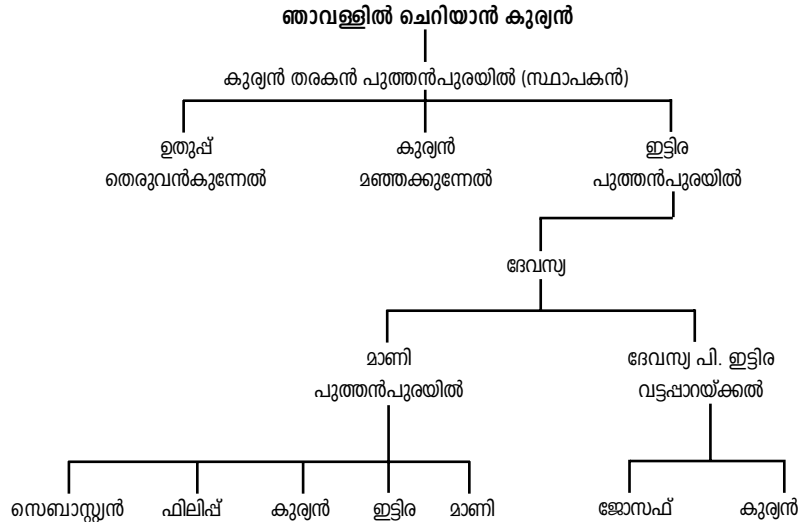 ഞാവള്ളിൽ ചെറിയാൻ കുര്യൻ
കുര്യൻ തരകൻ പുത്തൻപുരയിൽ (സ്ഥാപകൻ)
ഉതുപ്പ് കുര്യൻ ഇട്ടിര
തെരുവൻകുന്നേൽ മഞ്ഞക്കുന്നേൽ പുത്തൻപുരയിൽ
ദേവസ്യ
മാണി ദേവസ്യ പി. ഇട്ടിര
പുത്തൻപുരയിൽ വട്ടപ്പാറയ്ക്കൽ
സെബാസ്റ്റ്യൻ ഫിലിപ്പ് കുര്യൻ ഇട്ടിര മാണി ജോസഫ് കുര്യൻ